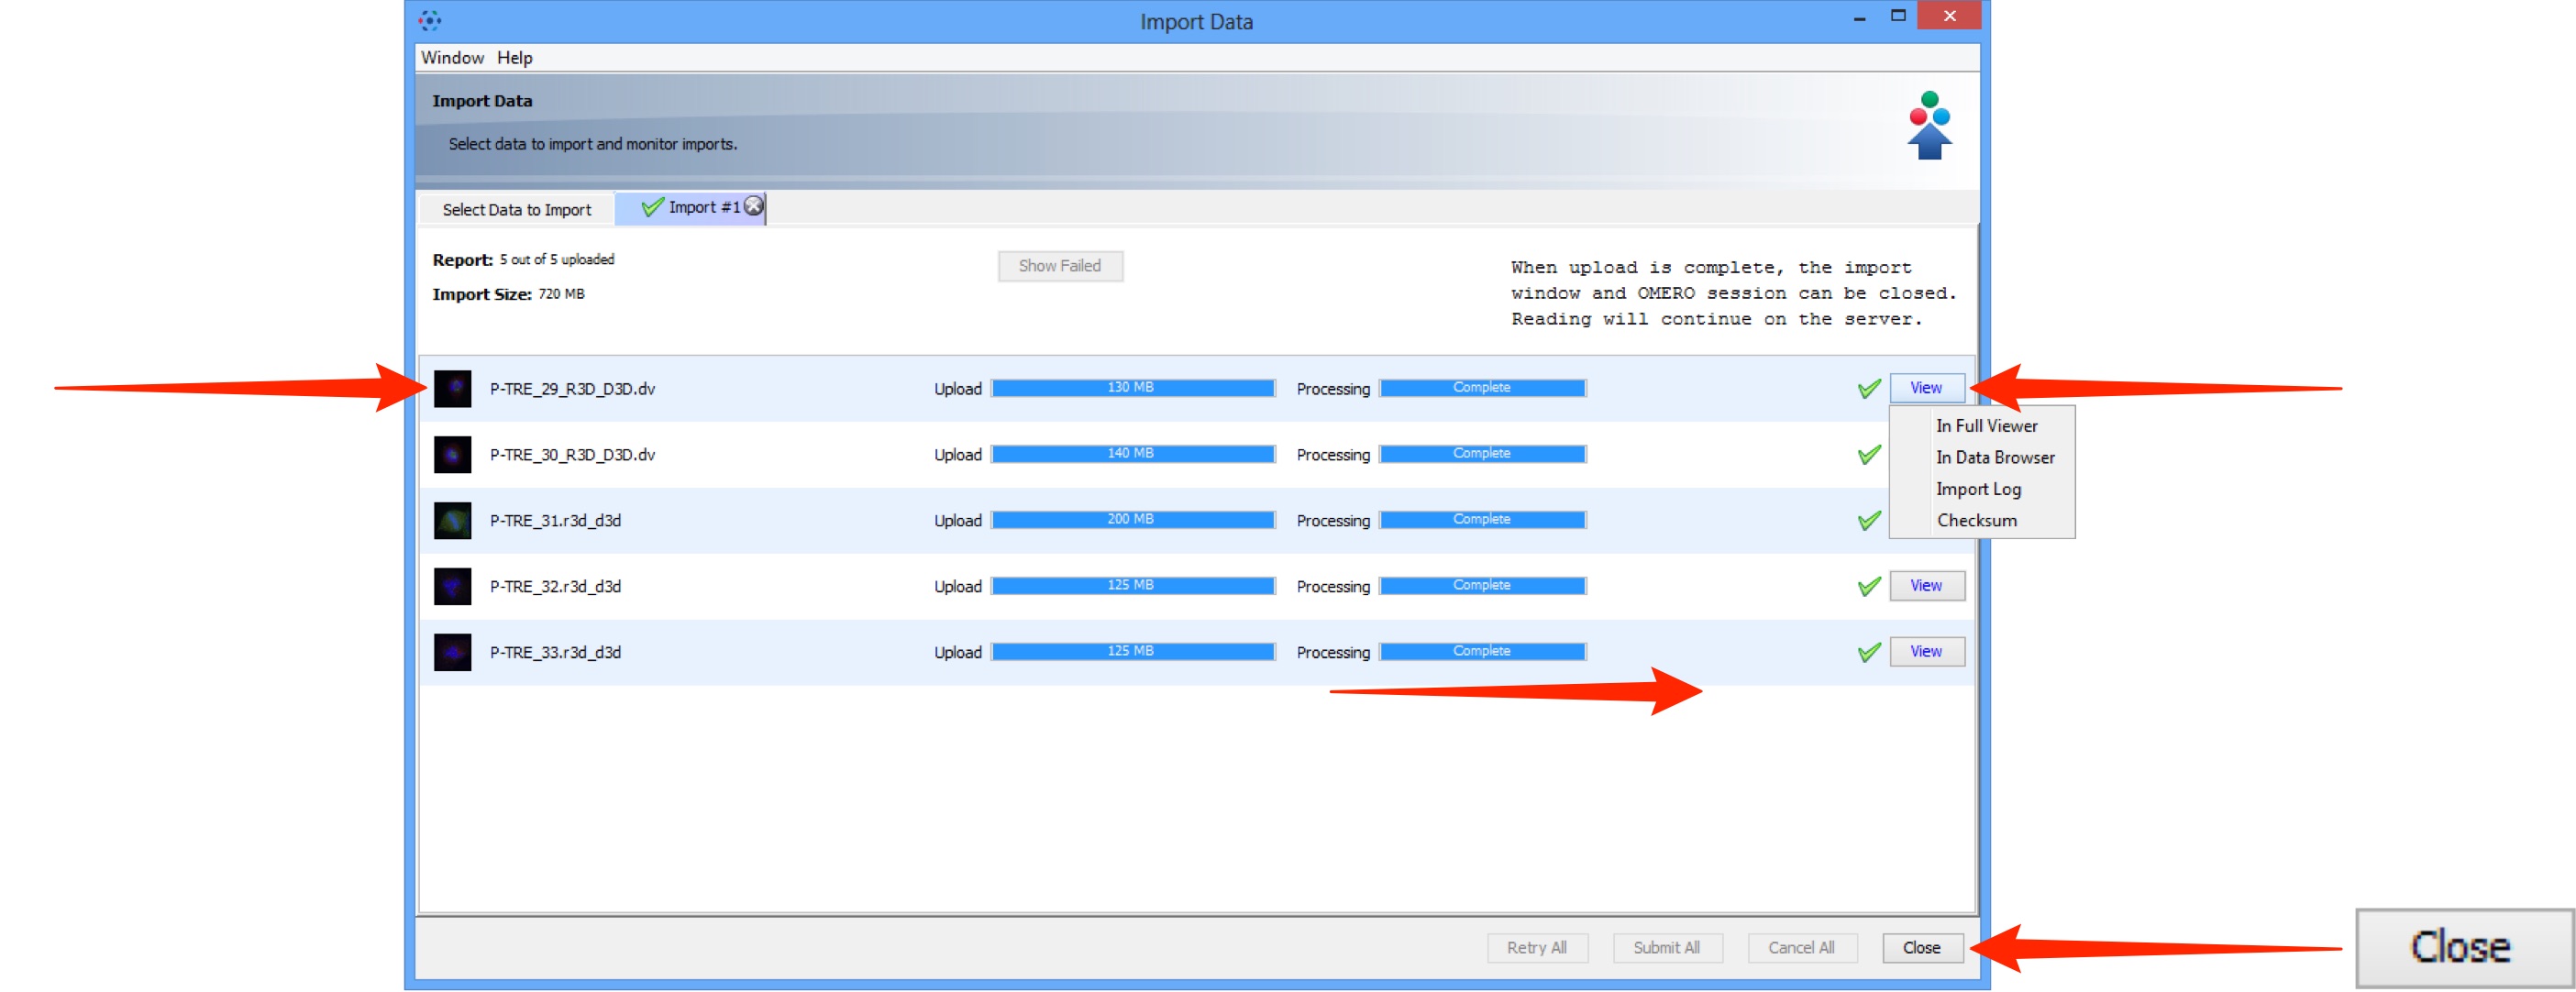 Import Data
Window Help
Import Data
Select data to import and monitor imports.
Select Data to Import Import #1
Report: 5 out of 5 uploaded
Import Size: 720 MB
Show Failed
When upload is complete, the import
window and OMERO session can be closed.
Reading will continue on the server.
P-TRE_29_R3D_D3D.dv Upload 130 MB Processing Complete View
In Full Viewer
In Data Browser
Import Log
Checksum
P-TRE_30_R3D_D3D.dv Upload 140 MB Processing Complete
P-TRE_31.r3d_d3d Upload 200 MB Processing Complete
P-TRE_32.r3d_d3d Upload 125 MB Processing Complete View
P-TRE_33.r3d_d3d Upload 125 MB Processing Complete View
Retry All Submit All Cancel All Close
Close